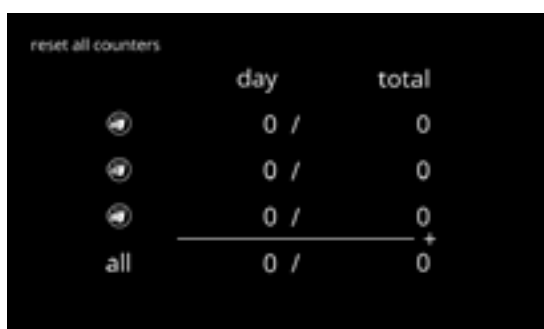 reset all counters
day total
0 / 0
0 / 0
0 / 0
+
all 0 / 0